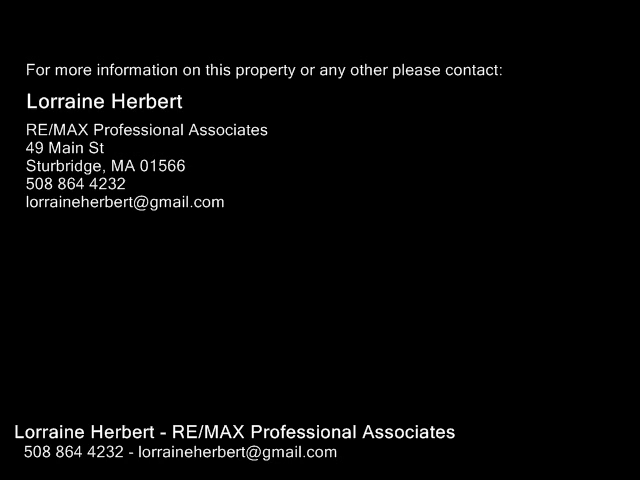 For more information on this property or any other please contact:
Lorraine Herbert
RE/MAX Professional Associates
49 Main St
Sturbridge, MA 01566
508 864 4232
lorraineherbert@gmail.com
Lorraine Herbert - RE/MAX Professional Associates
508 864 4232 - lorraineherbert@gmail.com